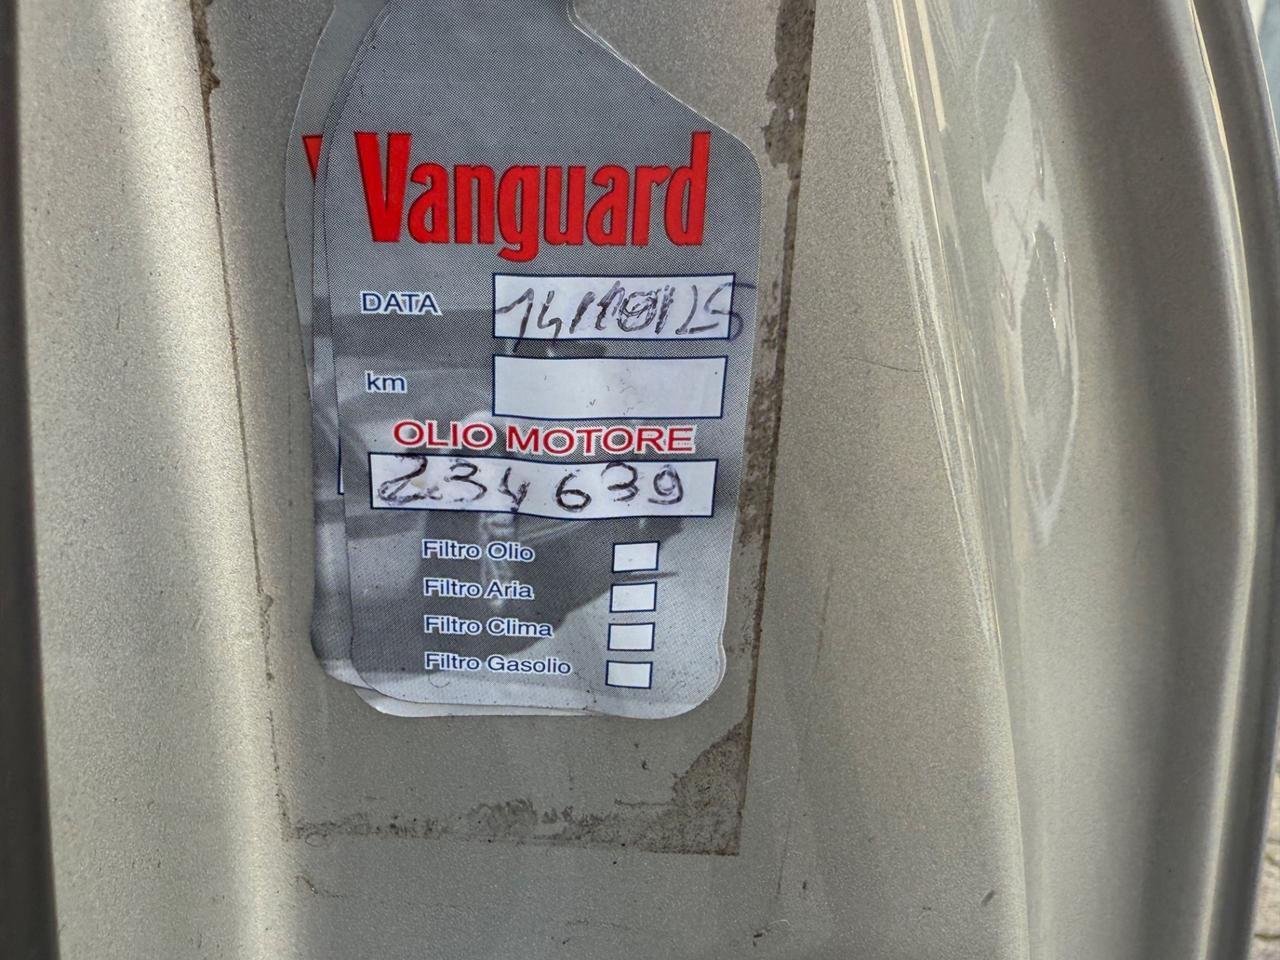 Vanguard
DATA 14/10/25
km
OLIO MOTORE
234639
Filtro Olio
Filtro Aria
Filtro Clima
Filtro Gasolio